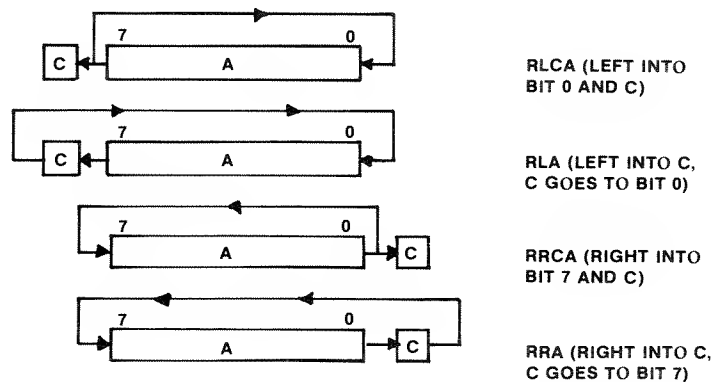 7 0
C A
RLCA (LEFT INTO
BIT 0 AND C)
7 0
C A
RLA (LEFT INTO C,
C GOES TO BIT 0)
7 0
A C
RRCA (RIGHT INTO
BIT 7 AND C)
7 0
A C
RRA (RIGHT INTO C,
C GOES TO BIT 7)